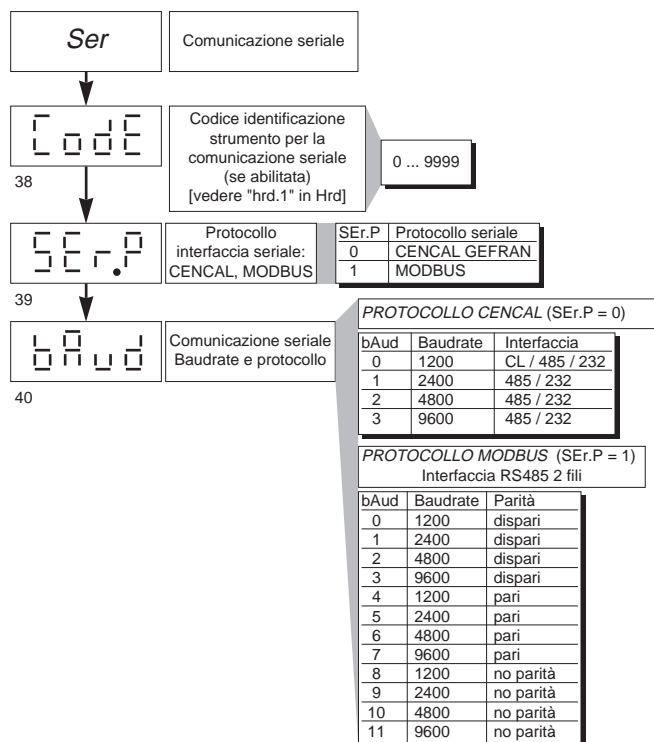 Ser
Comunicazione seriale
CodE
38
Codice identificazione
strumento per la
comunicazione seriale
(se abilitata)
[vedere "hrd.1" in Hrd]
0 ... 9999
SEr.P
39
Protocollo
interfaccia seriale:
CENCAL, MODBUS
SEr.P Protocollo seriale
0 CENCAL GEFRAN
1 MODBUS
bAud
40
Comunicazione seriale
Baudrate e protocollo
PROTOCOLLO CENCAL (SEr.P = 0)
bAud Baudrate Interfaccia
0 1200 CL / 485 / 232
1 2400 485 / 232
2 4800 485 / 232
3 9600 485 / 232
PROTOCOLLO MODBUS (SEr.P = 1)
Interfaccia RS485 2 fili
bAud Baudrate Parità
0 1200 dispari
1 2400 dispari
2 4800 dispari
3 9600 dispari
4 1200 pari
5 2400 pari
6 4800 pari
7 9600 pari
8 1200 no parità
9 2400 no parità
10 4800 no parità
11 9600 no parità